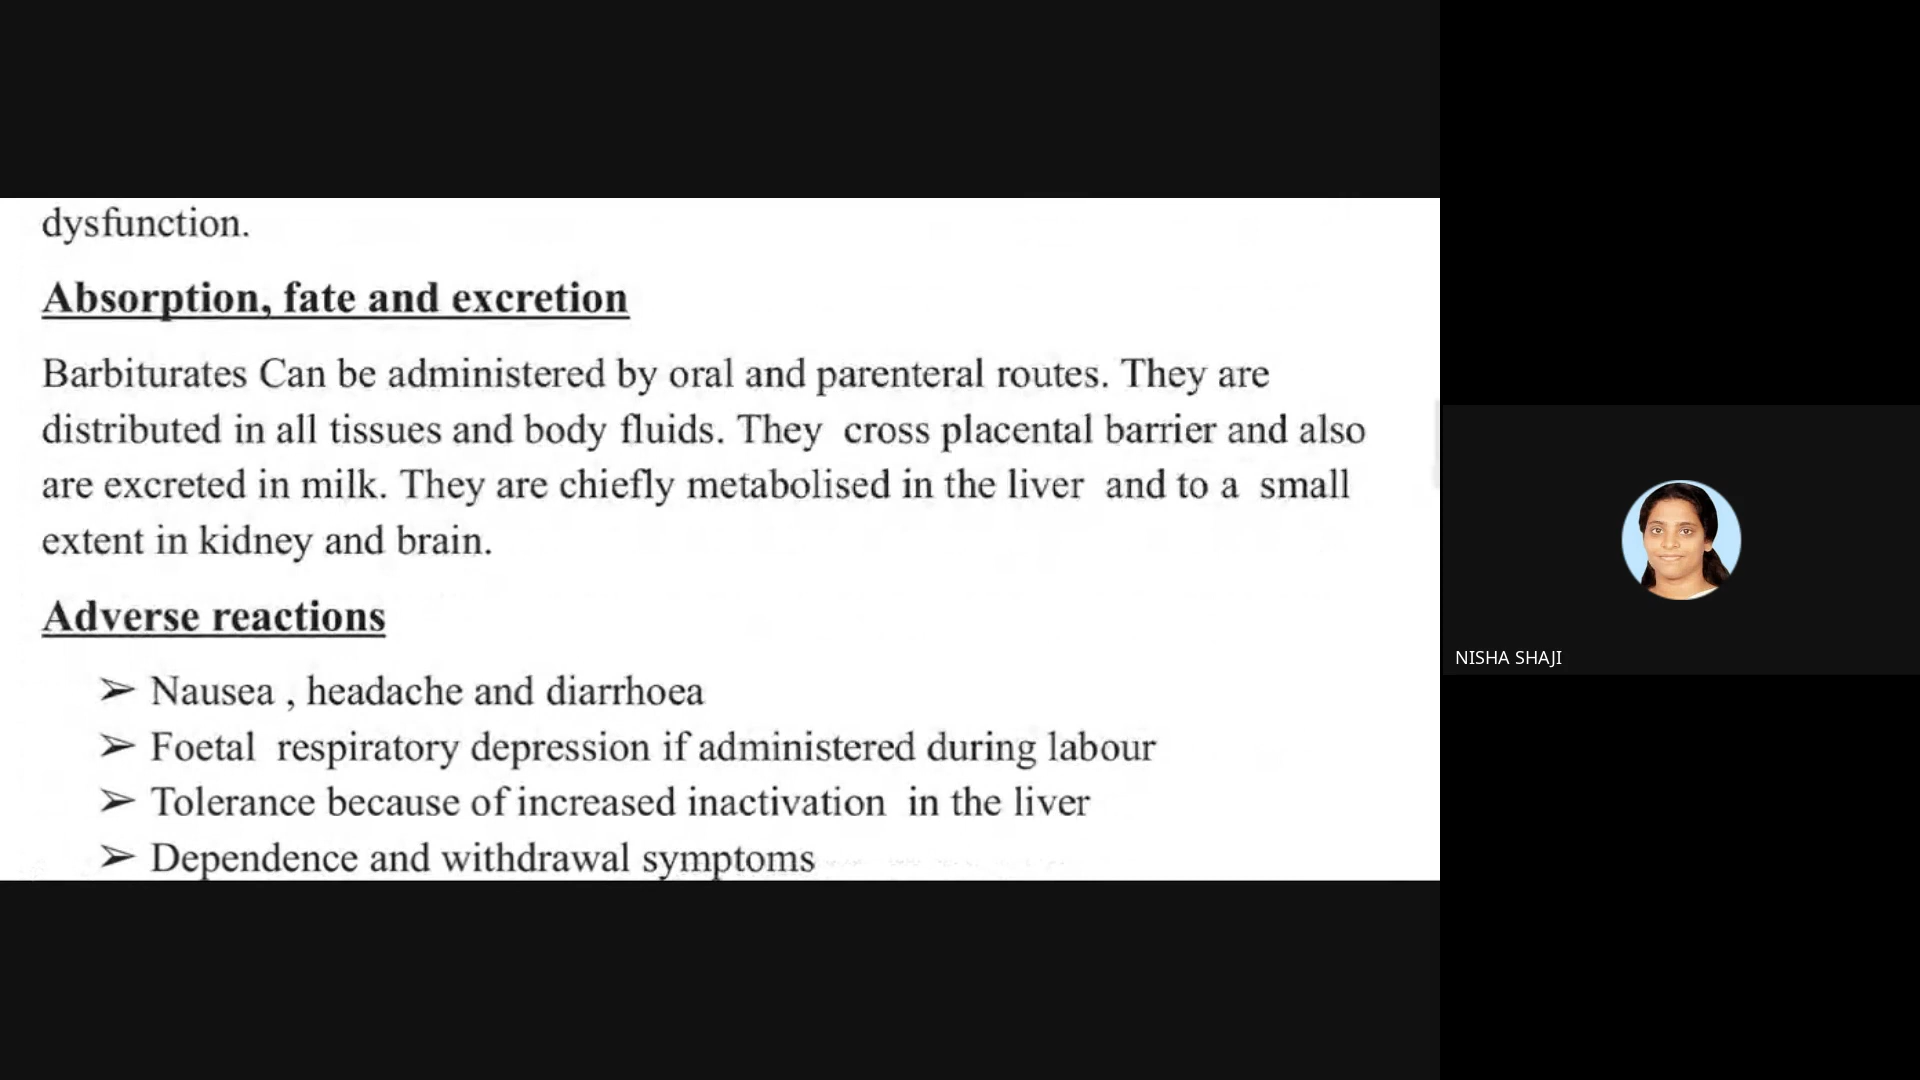 dysfunction.
Absorption, fate and excretion
Barbiturates Can be administered by oral and parenteral routes. They are
distributed in all tissues and body fluids. They cross placental barrier and also
are excreted in milk. They are chiefly metabolised in the liver and to a small
extent in kidney and brain.
Adverse reactions
➢ Nausea , headache and diarrhoea
➢ Foetal respiratory depression if administered during labour
➢ Tolerance because of increased inactivation in the liver
➢ Dependence and withdrawal symptoms
NISHA SHAJI